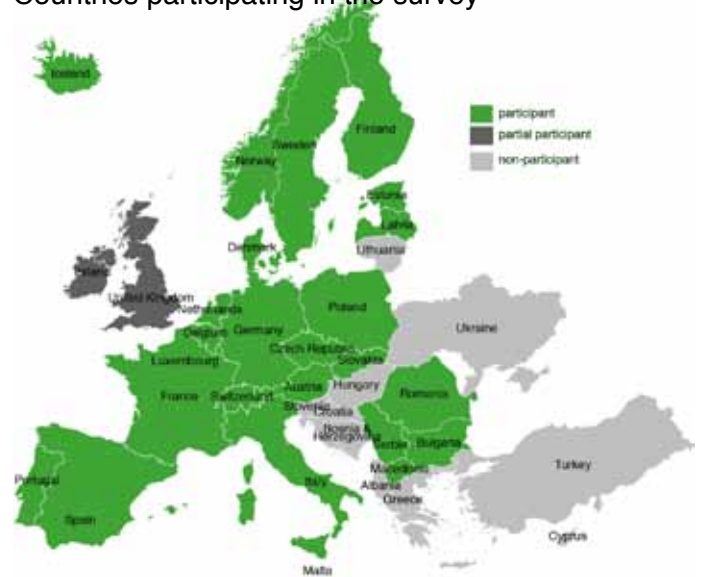 Countries participating in the survey
Iceland
participant
partial participant
non-participant
Finland
Sweden
Norway
Estonia
Latvia
Lithuania
Denmark
Ireland
United Kingdom
Netherlands
Poland
Belgium
Germany
Ukraine
Czech Republic
Slovakia
Luxembourg
Austria
Hungary
France
Switzerland
Romania
Slovenia
Croatia
Bosnia &
Herzegovina
Serbia
Bulgaria
Macedonia
Turkey
Portugal
Italy
Albania
Greece
Spain
Cyprus
Malta